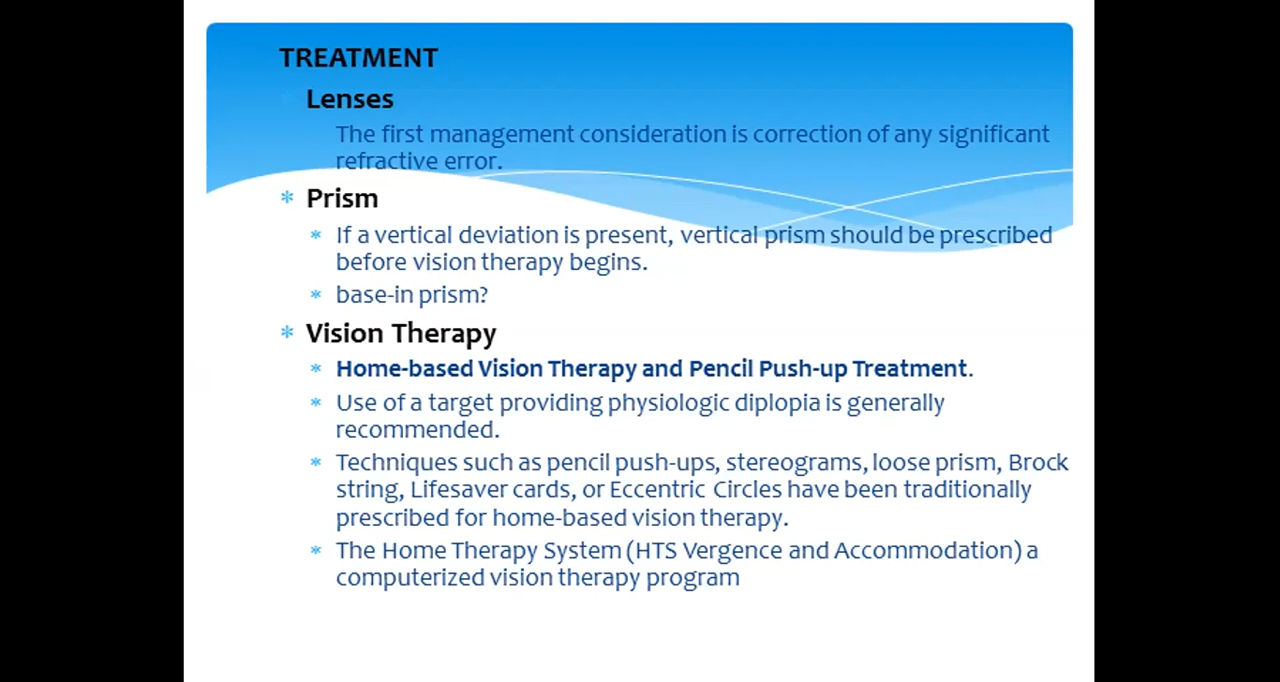 TREATMENT
Lenses
The first management consideration is correction of any significant
refractive error.
* Prism
* If a vertical deviation is present, vertical prism should be prescribed
before vision therapy begins.
* base-in prism?
* Vision Therapy
* Home-based Vision Therapy and Pencil Push-up Treatment.
* Use of a target providing physiologic diplopia is generally
recommended.
* Techniques such as pencil push-ups, stereograms, loose prism, Brock
string, Lifesaver cards, or Eccentric Circles have been traditionally
prescribed for home-based vision therapy.
* The Home Therapy System (HTS Vergence and Accommodation) a
computerized vision therapy program